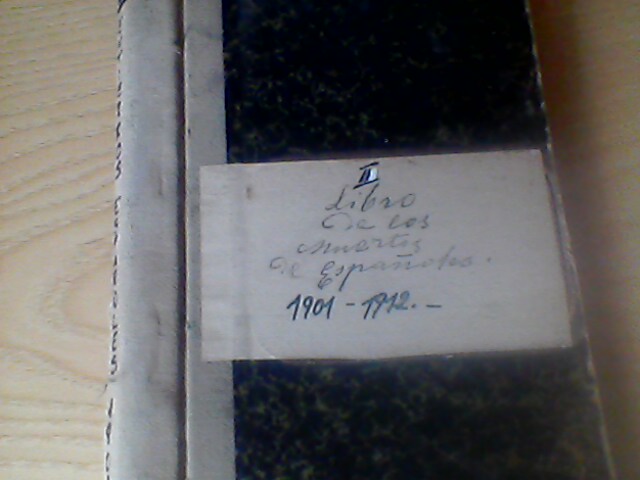 II
Libro
De los
Muertos
de Españoles.
1901-1912.-